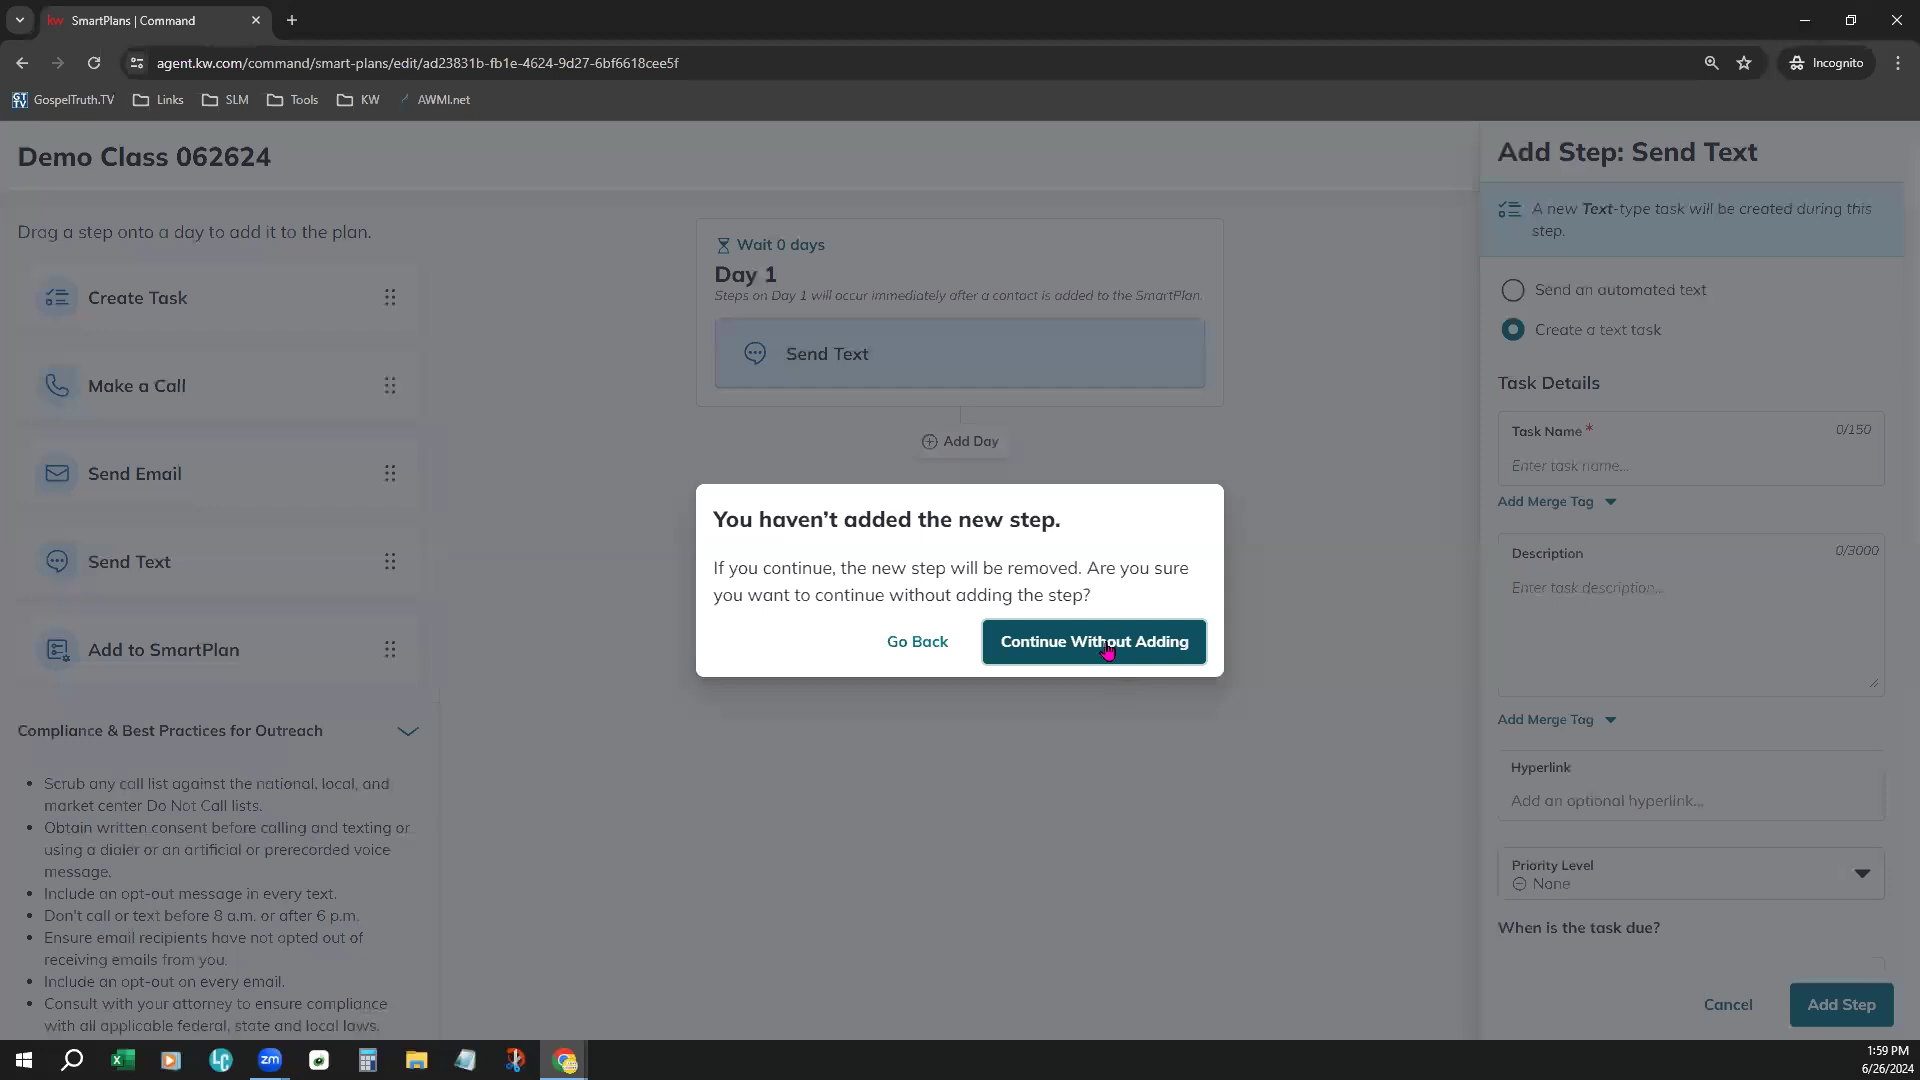 kw SmartPlans | Command
agent.kw.com/command/smart-plans/edit/ad23831b-fb1e-4624-9d27-6bf6618cee5f
Incognito
GT TV GospelTruth.TV Links SLM Tools KW AWMI.net
Demo Class 062624
Drag a step onto a day to add it to the plan.
Create Task
Make a Call
Send Email
Send Text
Add to SmartPlan
Compliance & Best Practices for Outreach
• Scrub any call list against the national, local, and
market center Do Not Call lists.
• Obtain written consent before calling and texting or
using a dialer or an artificial or prerecorded voice
message.
• Include an opt-out message in every text.
• Don't call or text before 8 a.m. or after 6 p.m.
• Ensure email recipients have not opted out of
receiving emails from you.
• Include an opt-out on every email.
• Consult with your attorney to ensure compliance
with all applicable federal, state and local laws.
Wait 0 days
Day 1
Steps on Day 1 will occur immediately after a contact is added to the SmartPlan.
Send Text
Add Day
You haven’t added the new step.
If you continue, the new step will be removed. Are you sure
you want to continue without adding the step?
Go Back Continue Without Adding
Add Step: Send Text
A new Text-type task will be created during this
step.
Send an automated text
Create a text task
Task Details
Task Name * 0/150
Enter task name...
Add Merge Tag
Description 0/3000
Enter task description...
Add Merge Tag
Hyperlink
Add an optional hyperlink...
Priority Level
None
When is the task due?
Cancel Add Step
LC zm
1:59 PM
6/26/2024